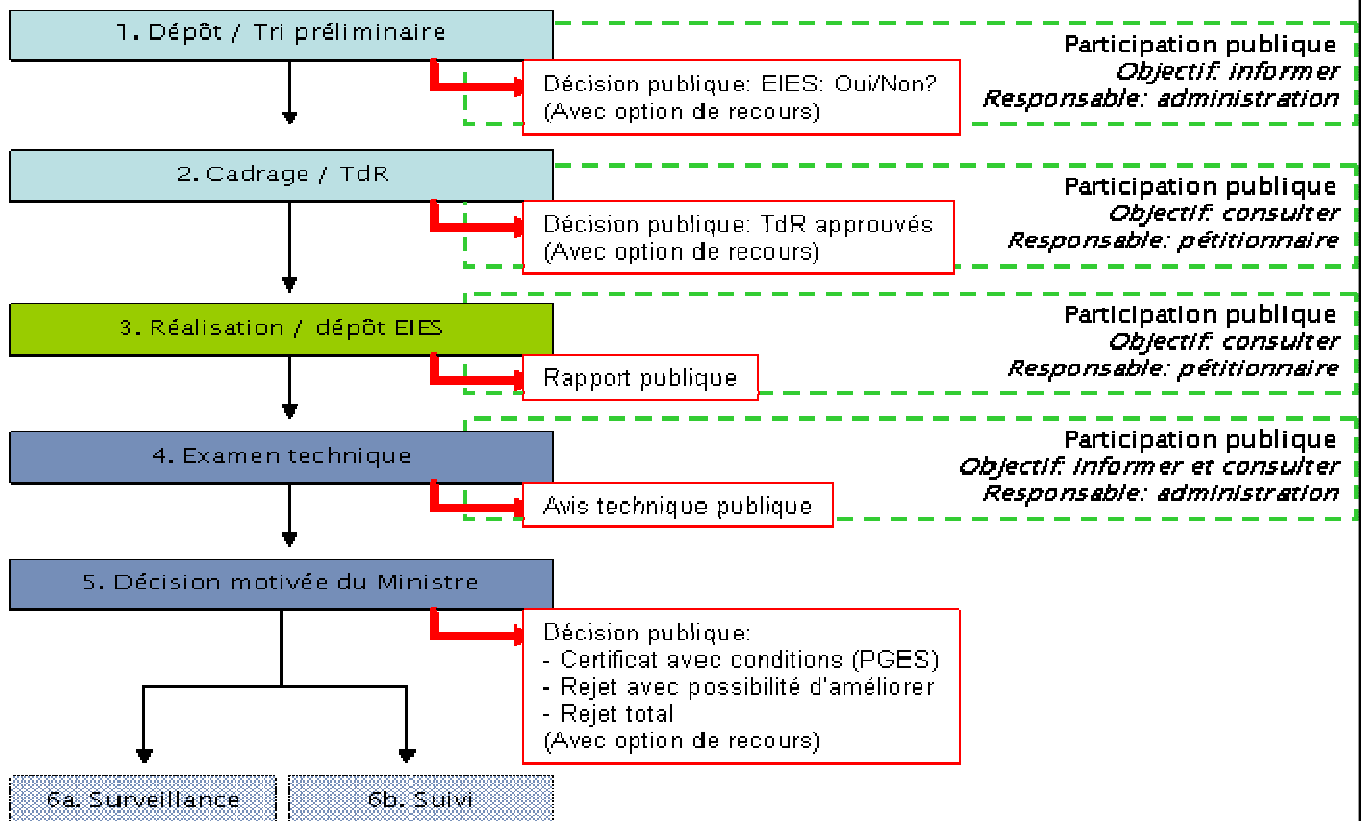 1. Dépôt / Tri préliminaire
Participation publique
Objectif: informer
Responsable: administration
Décision publique: EIES: Oui/Non?
(Avec option de recours)
2. Cadrage / TdR
Participation publique
Objectif: consulter
Responsable: pétitionnaire
Décision publique: TdR approuvés
(Avec option de recours)
3. Réalisation / dépôt EIES
Participation publique
Objectif: consulter
Responsable: pétitionnaire
Rapport publique
4. Examen technique
Participation publique
Objectif: informer et consulter
Responsable: administration
Avis technique publique
5. Décision motivée du Ministre
Décision publique:
- Certificat avec conditions (PGES)
- Rejet avec possibilité d'améliorer
- Rejet total
(Avec option de recours)
6a. Surveillance
6b. Suivi